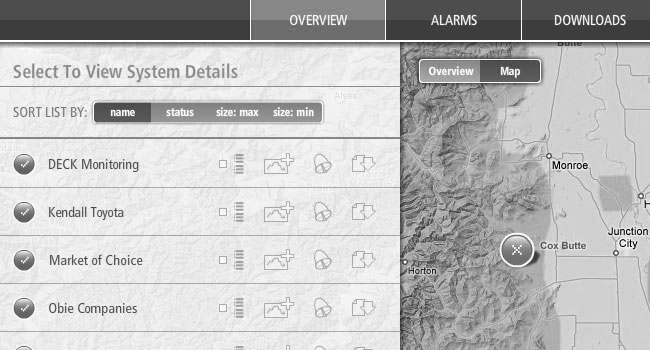 OVERVIEW
ALARMS
DOWNLOADS
Select To View System Details
SORT LIST BY: name status size: max size: min
DECK Monitoring
Kendall Toyota
Market of Choice
Obie Companies
Overview Map
Butte
Monroe
Junction
City
Cox Butte
Horton
Alsea